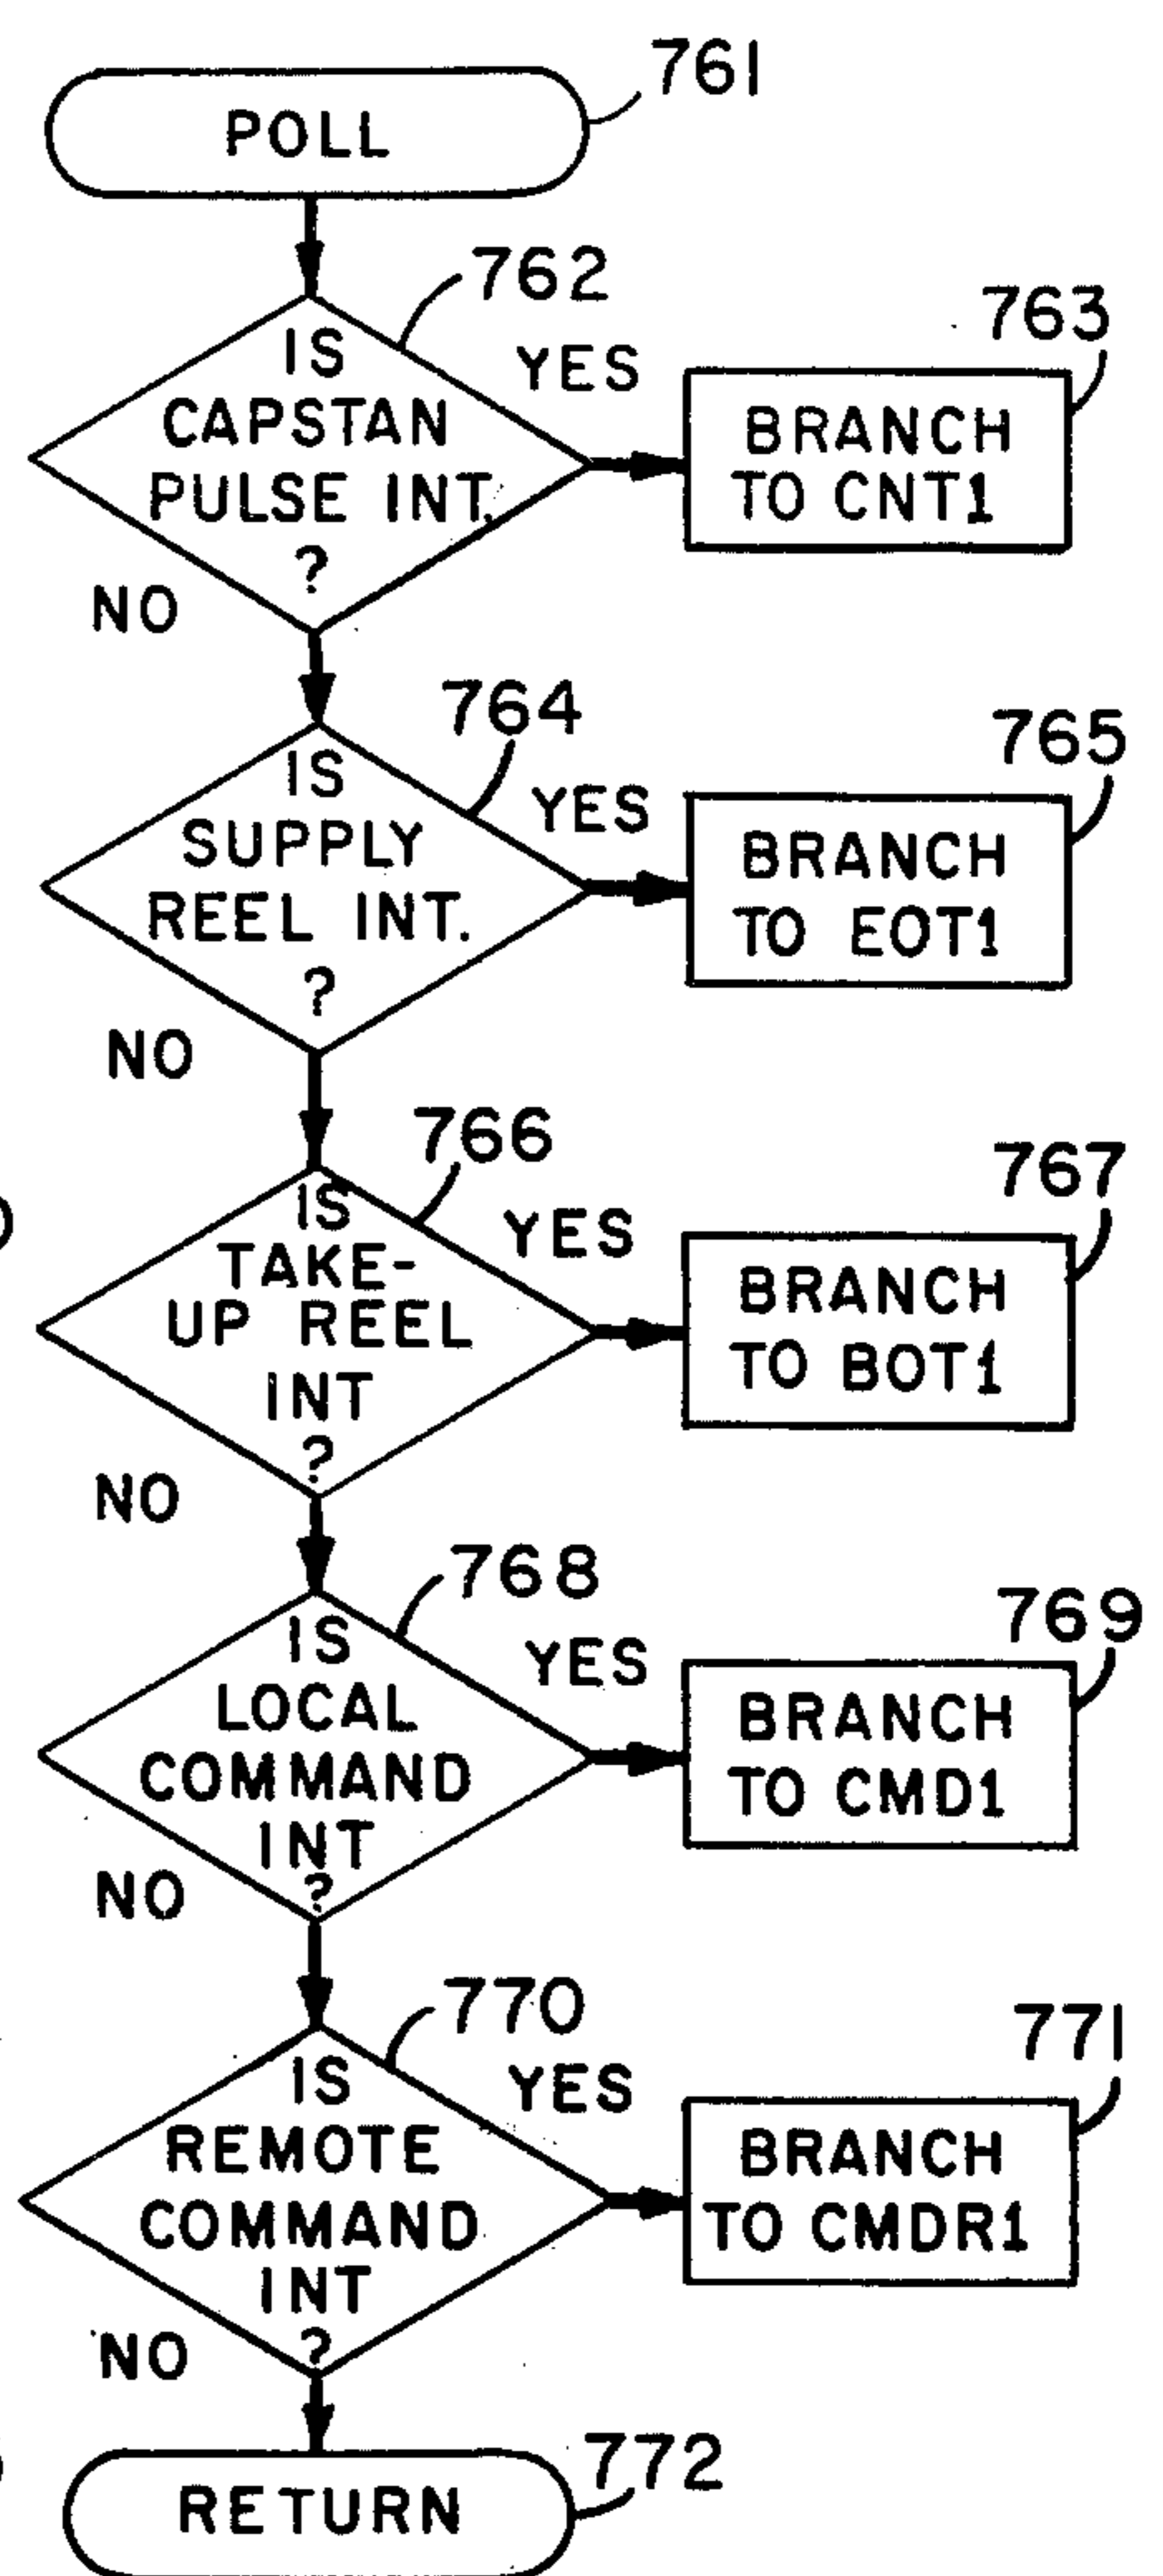 761
POLL
762
IS
CAPSTAN
PULSE INT.
?
YES
763
BRANCH
TO CNT1
NO
764
IS
SUPPLY
REEL INT.
?
YES
765
BRANCH
TO EOT1
NO
766
IS
TAKE-
UP REEL
INT
?
YES
767
BRANCH
TO BOT1
NO
768
IS
LOCAL
COMMAND
INT
?
YES
769
BRANCH
TO CMD1
NO
770
IS
REMOTE
COMMAND
INT
?
YES
771
BRANCH
TO CMDR1
NO
772
RETURN